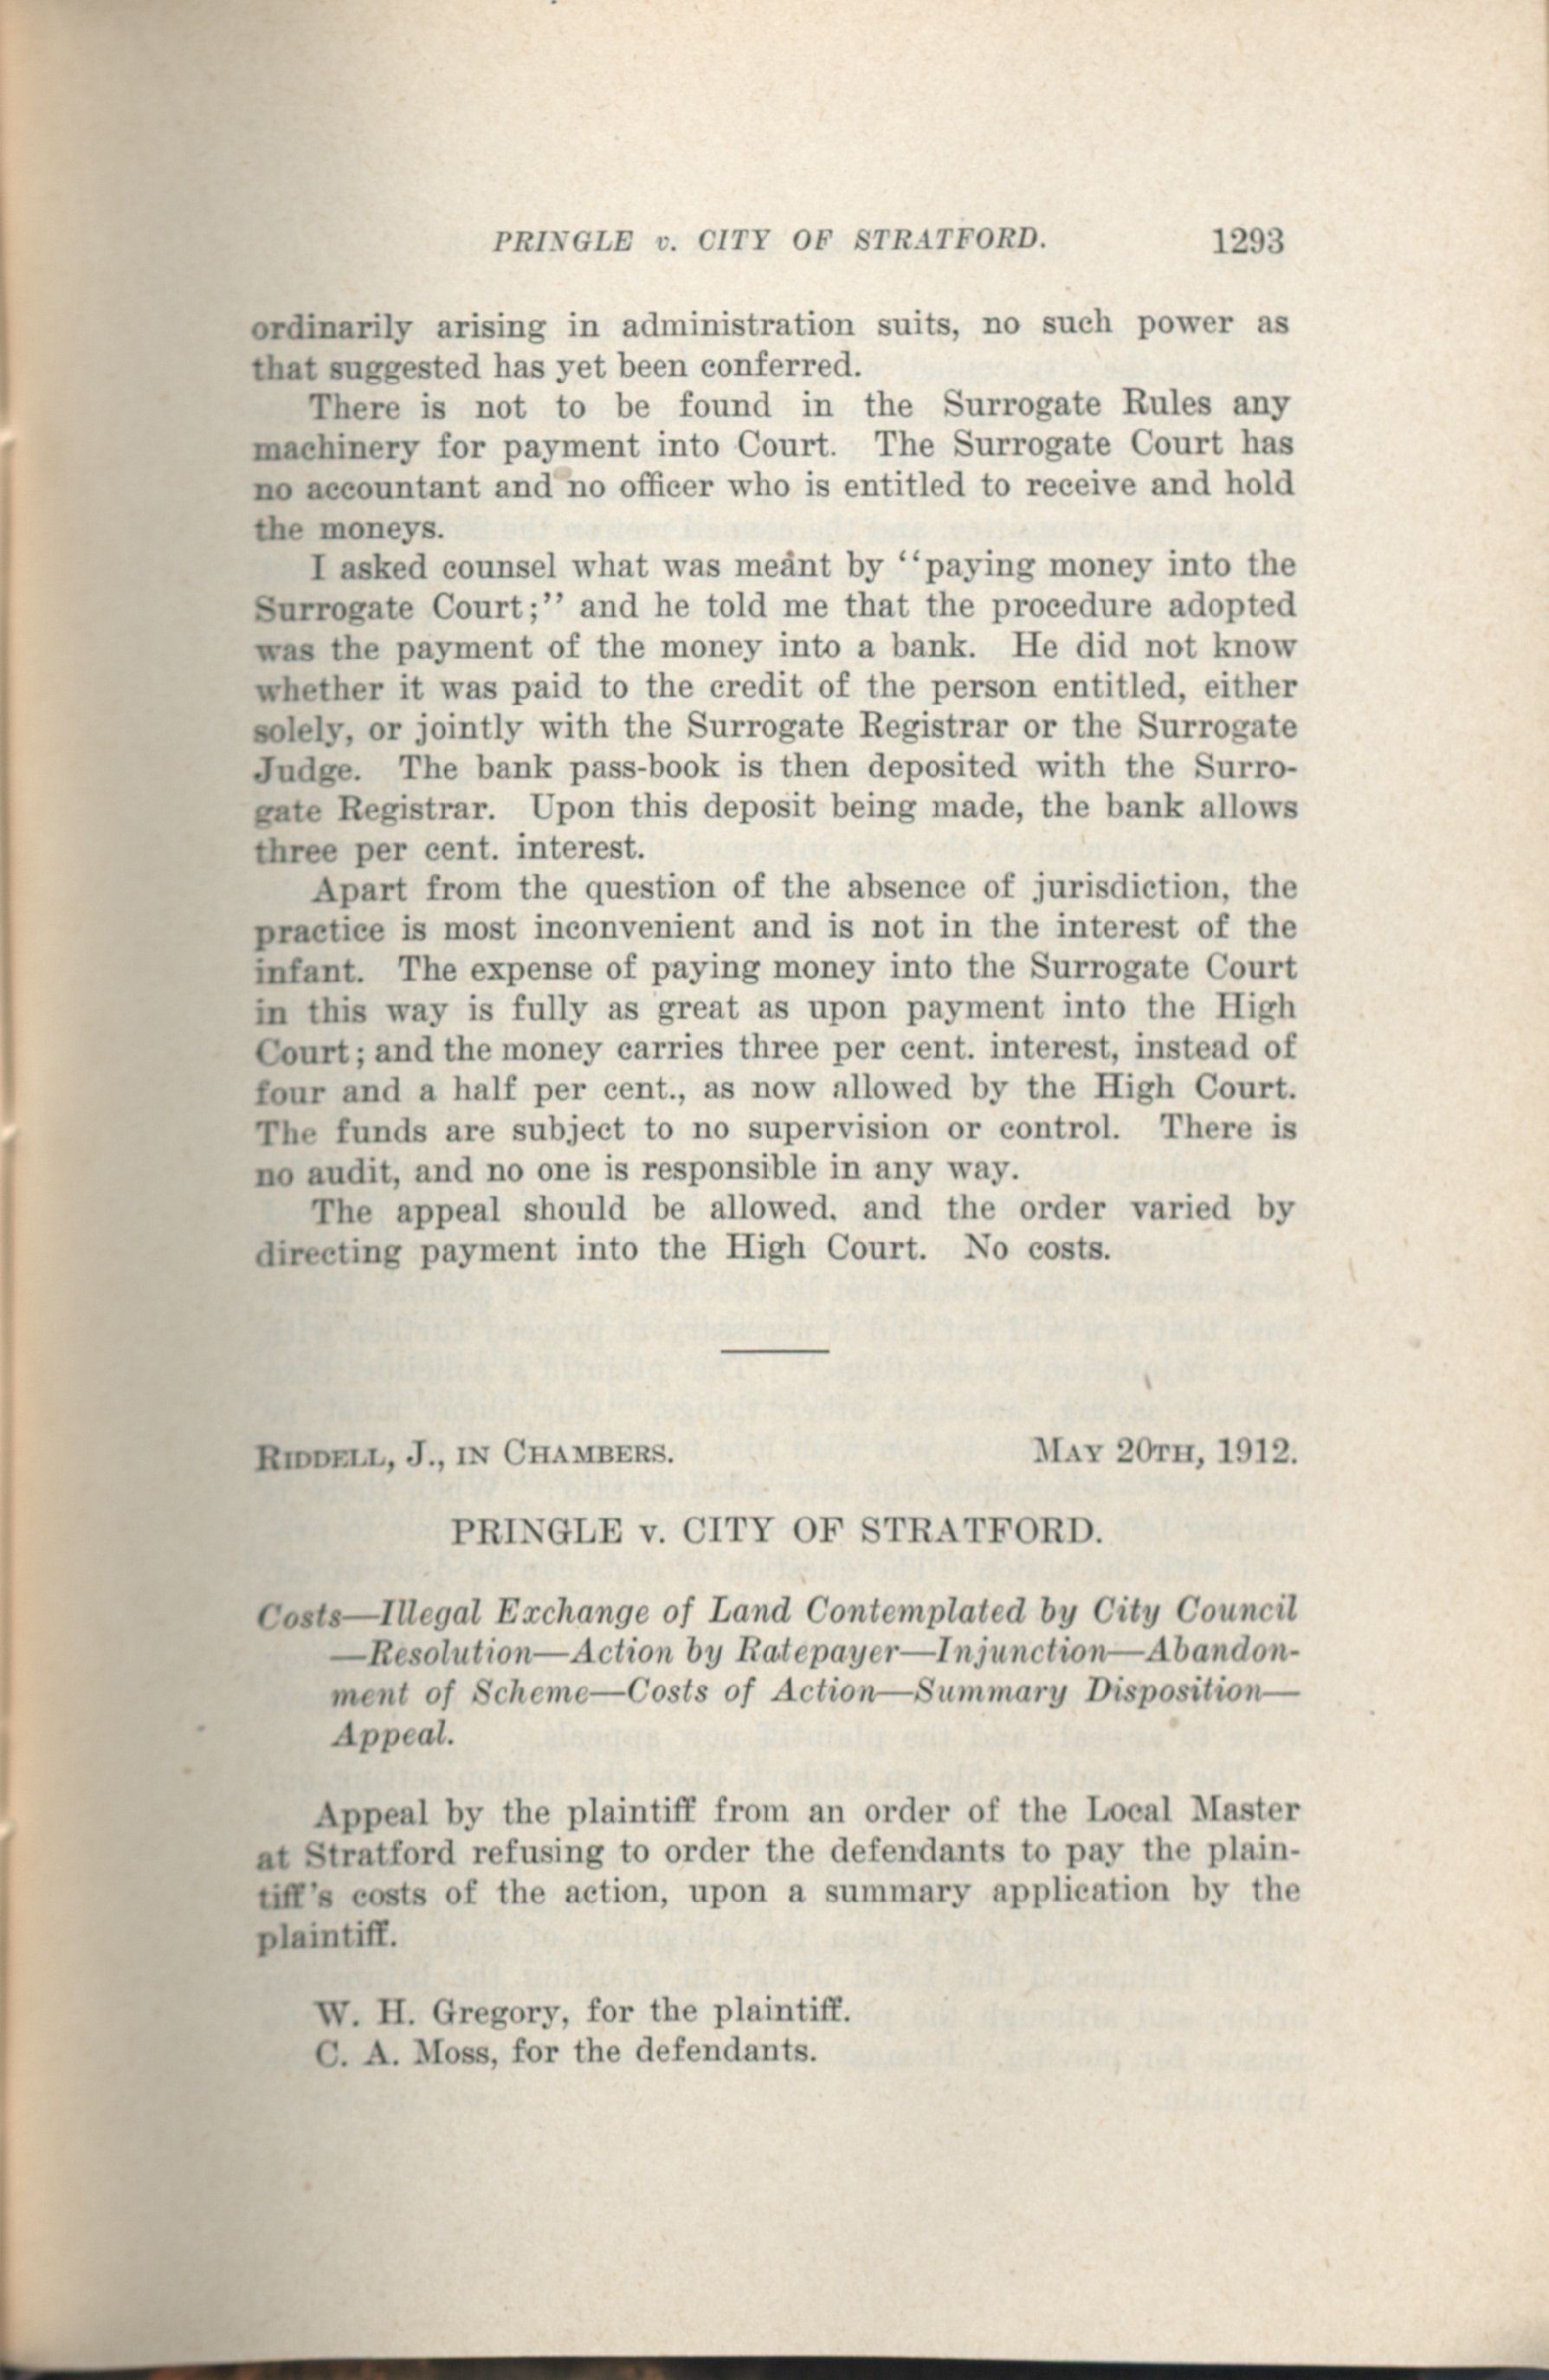 PRINGLE v. CITY OF STRATFORD. 1293
ordinarily arising in administration suits, no such power as
that suggested has yet been conferred.
There is not to be found in the Surrogate Rules any
machinery for payment into Court. The Surrogate Court has
no accountant and no officer who is entitled to receive and hold
the moneys.
I asked counsel what was meant by "paying money into the
Surrogate Court;" and he told me that the procedure adopted
was the payment of the money into a bank. He did not know
whether it was paid to the credit of the person entitled, either
solely, or jointly with the Surrogate Registrar or the Surrogate
Judge. The bank pass-book is then deposited with the Surro-
gate Registrar. Upon this deposit being made, the bank allows
three per cent. interest.
Apart from the question of the absence of jurisdiction, the
practice is most inconvenient and is not in the interest of the
infant. The expense of paying money into the Surrogate Court
in this way is fully as great as upon payment into the High
Court; and the money carries three per cent. interest, instead of
four and a half per cent., as now allowed by the High Court.
The funds are subject to no supervision or control. There is
no audit, and no one is responsible in any way.
The appeal should be allowed, and the order varied by
directing payment into the High Court. No costs.
RIDDELL, J., IN CHAMBERS. MAY 20TH, 1912.
PRINGLE v. CITY OF STRATFORD.
Costs—Illegal Exchange of Land Contemplated by City Council
—Resolution—Action by Ratepayer—Injunction—Abandon-
ment of Scheme—Costs of Action—Summary Disposition—
Appeal.
Appeal by the plaintiff from an order of the Local Master
at Stratford refusing to order the defendants to pay the plain-
tiff's costs of the action, upon a summary application by the
plaintiff.
W. H. Gregory, for the plaintiff.
C. A. Moss, for the defendants.